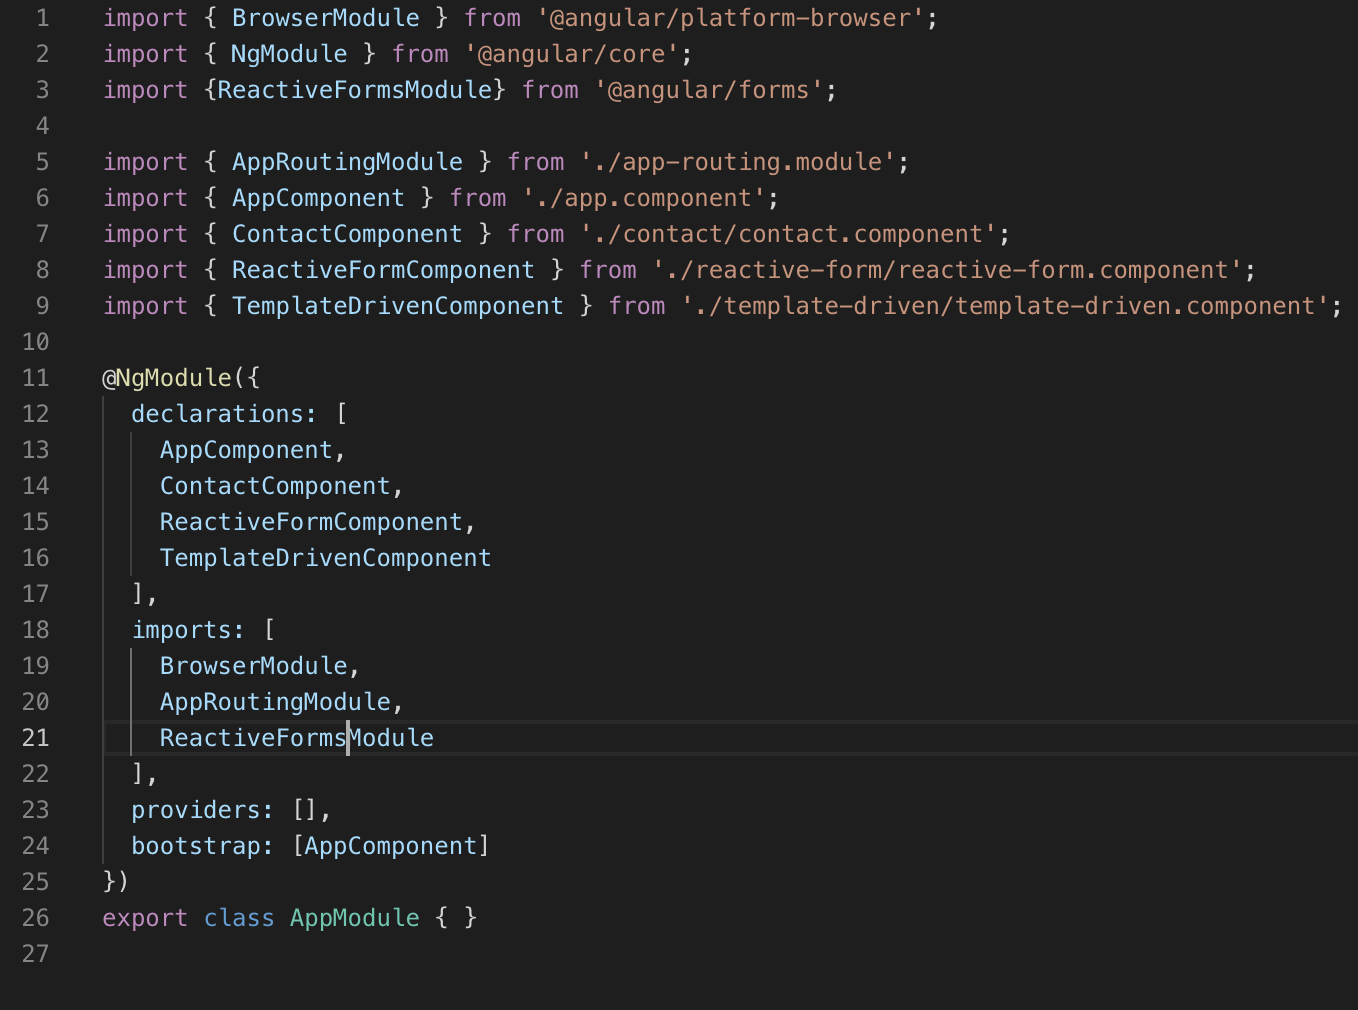 1 import { BrowserModule } from '@angular/platform-browser';
2 import { NgModule } from '@angular/core';
3 import {ReactiveFormsModule} from '@angular/forms';
4
5 import { AppRoutingModule } from './app-routing.module';
6 import { AppComponent } from './app.component';
7 import { ContactComponent } from './contact/contact.component';
8 import { ReactiveFormComponent } from './reactive-form/reactive-form.component';
9 import { TemplateDrivenComponent } from './template-driven/template-driven.component';
10
11 @NgModule({
12   declarations: [
13     AppComponent,
14     ContactComponent,
15     ReactiveFormComponent,
16     TemplateDrivenComponent
17   ],
18   imports: [
19     BrowserModule,
20     AppRoutingModule,
21     ReactiveFormsModule
22   ],
23   providers: [],
24   bootstrap: [AppComponent]
25 })
26 export class AppModule { }
27